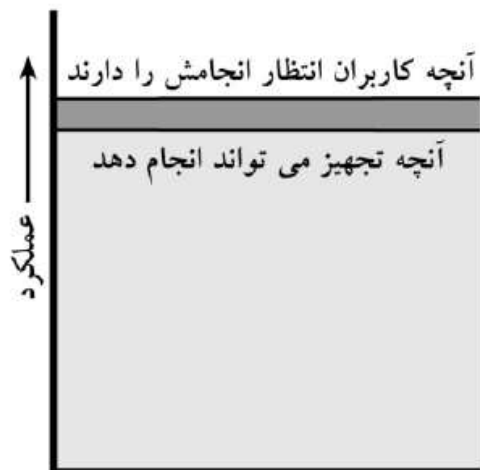 آنچه کاربران انتظار انجامش را دارند
آنچه تجهیز می تواند انجام دهد
عملکرد